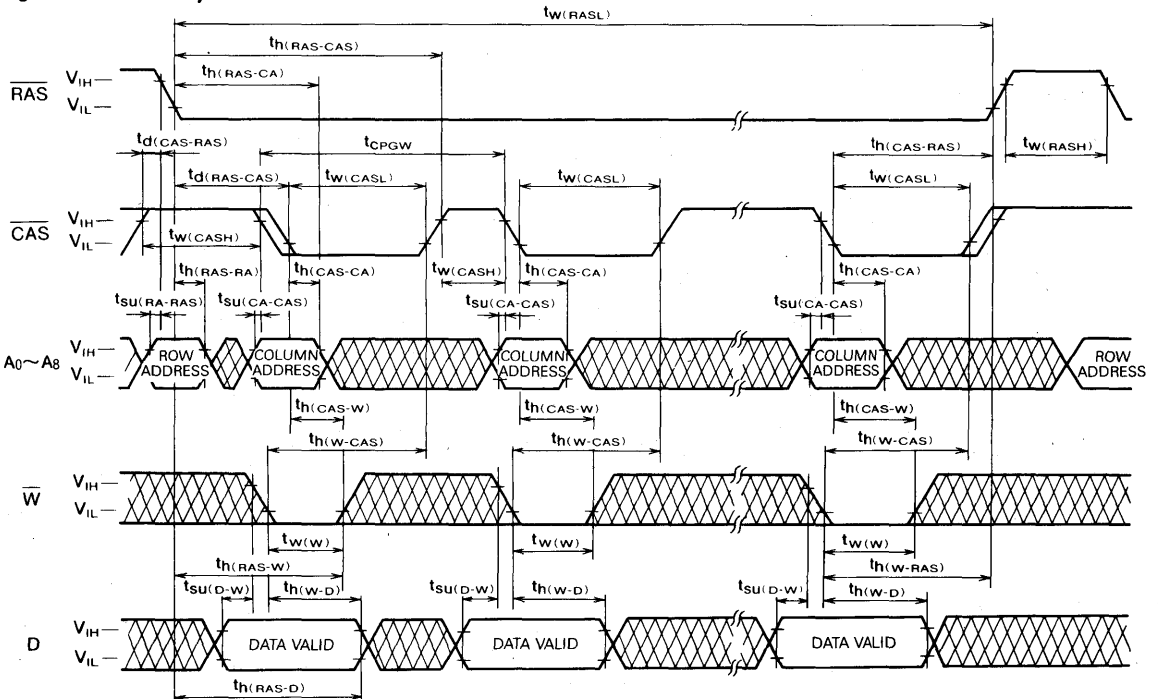 tw(RASL)
th(RAS-CAS)
th(RAS-CA)
RAS
VIH
VIL
td(CAS-RAS)
tCPGW
th(CAS-RAS)
tw(RASH)
td(RAS-CAS)
tw(CASL)
tw(CASL)
tw(CASL)
CAS
VIH
VIL
tw(CASH)
th(RAS-RA)
th(CAS-CA)
tw(CASH)
th(CAS-CA)
th(CAS-CA)
tsu(RA-RAS)
tsu(CA-CAS)
tsu(CA-CAS)
tsu(CA-CAS)
A0~A8
VIH
VIL
ROW ADDRESS
COLUMN ADDRESS
COLUMN ADDRESS
COLUMN ADDRESS
ROW ADDRESS
th(CAS-W)
th(CAS-W)
th(CAS-W)
th(W-CAS)
th(W-CAS)
th(W-CAS)
W
VIH
VIL
tw(W)
tw(W)
tw(W)
th(RAS-W)
th(W-RAS)
tsu(D-W)
th(W-D)
tsu(D-W)
th(W-D)
tsu(D-W)
th(W-D)
D
VIH
VIL
DATA VALID
DATA VALID
DATA VALID
th(RAS-D)